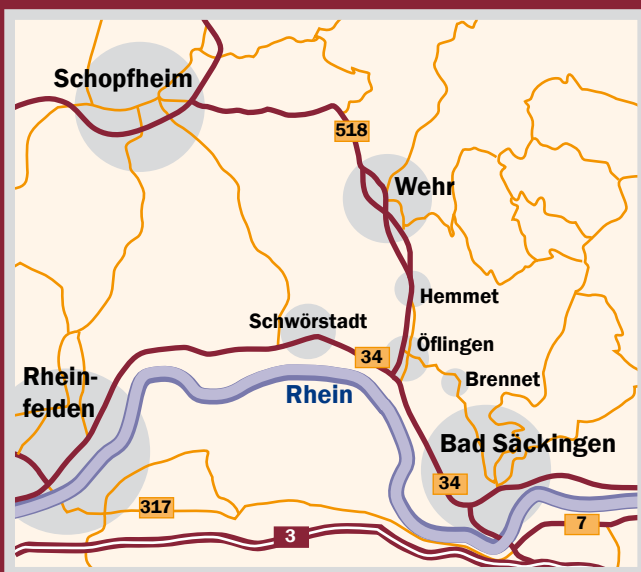 Schopfheim
518
Wehr
Hemmet
Schwörstadt
Öflingen
34
Brennet
Rhein-
felden
Rhein
Bad Säckingen
34
317
7
3